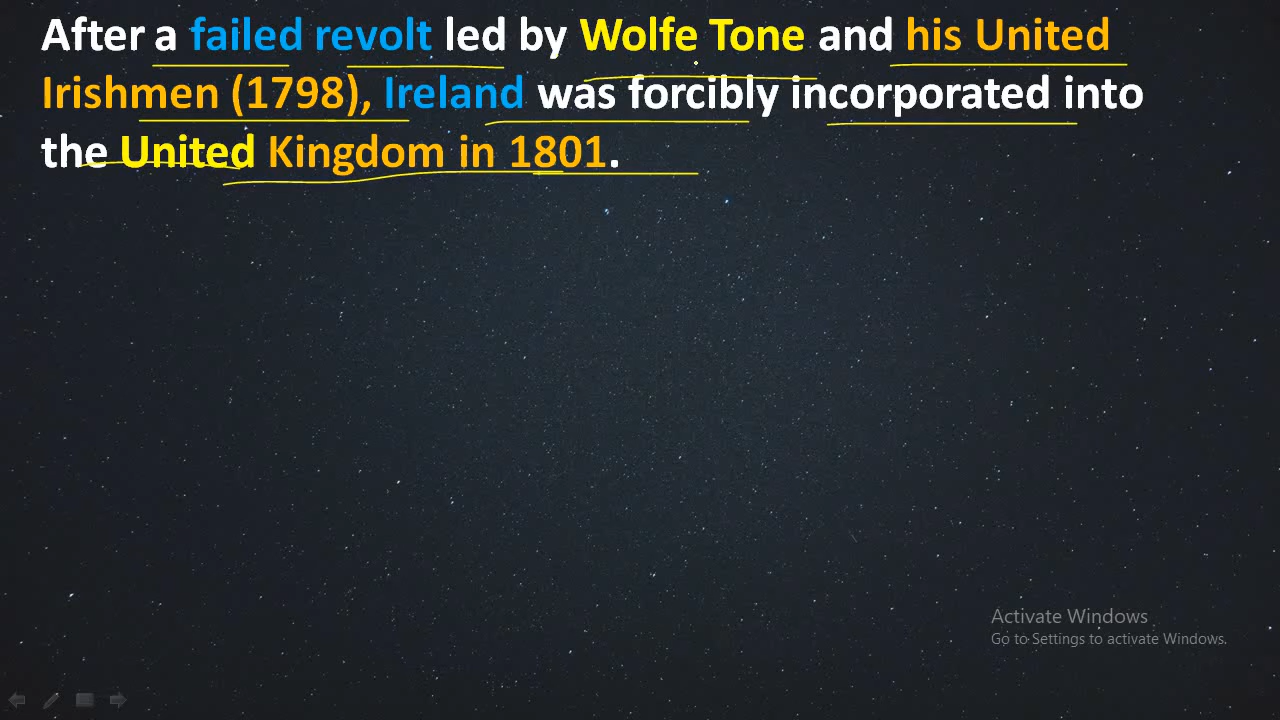 After a failed revolt led by Wolfe Tone and his United
Irishmen (1798), Ireland was forcibly incorporated into
the United Kingdom in 1801.
Activate Windows
Go to Settings to activate Windows.